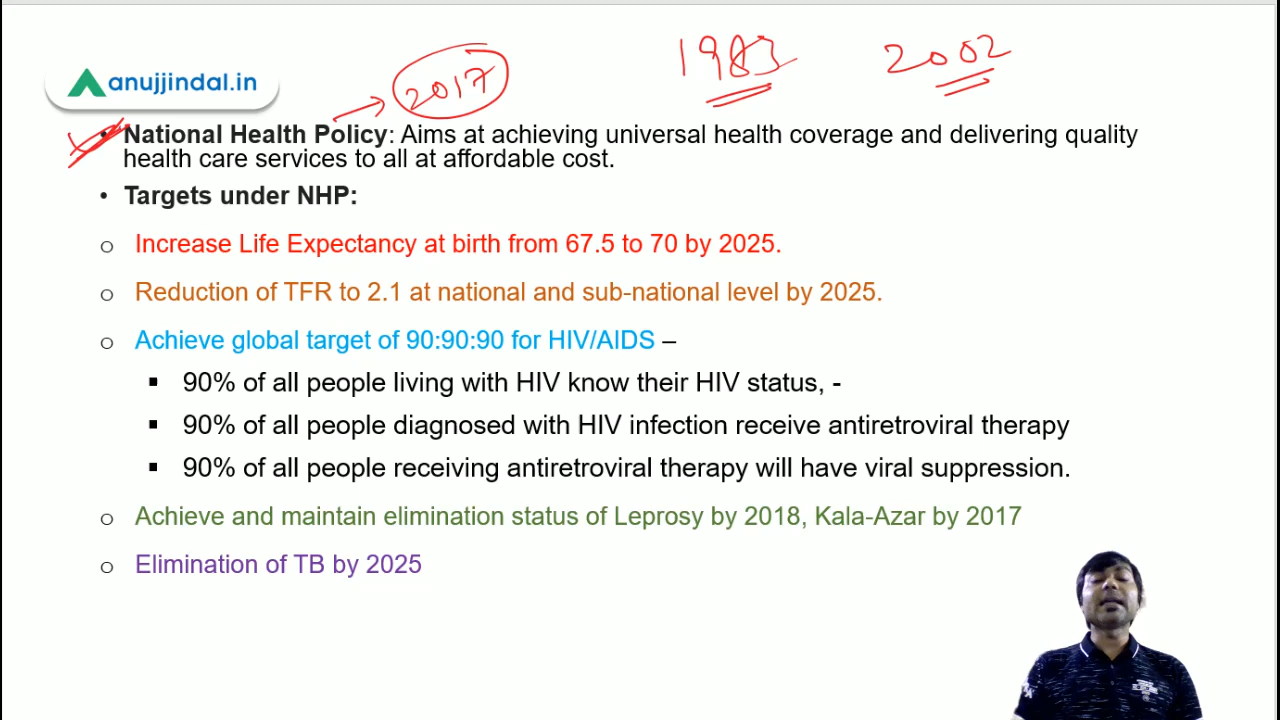 anujjindal.in
2017
1983
2002
• National Health Policy: Aims at achieving universal health coverage and delivering quality
health care services to all at affordable cost.
• Targets under NHP:
o Increase Life Expectancy at birth from 67.5 to 70 by 2025.
o Reduction of TFR to 2.1 at national and sub-national level by 2025.
o Achieve global target of 90:90:90 for HIV/AIDS –
▪ 90% of all people living with HIV know their HIV status, -
▪ 90% of all people diagnosed with HIV infection receive antiretroviral therapy
▪ 90% of all people receiving antiretroviral therapy will have viral suppression.
o Achieve and maintain elimination status of Leprosy by 2018, Kala-Azar by 2017
o Elimination of TB by 2025